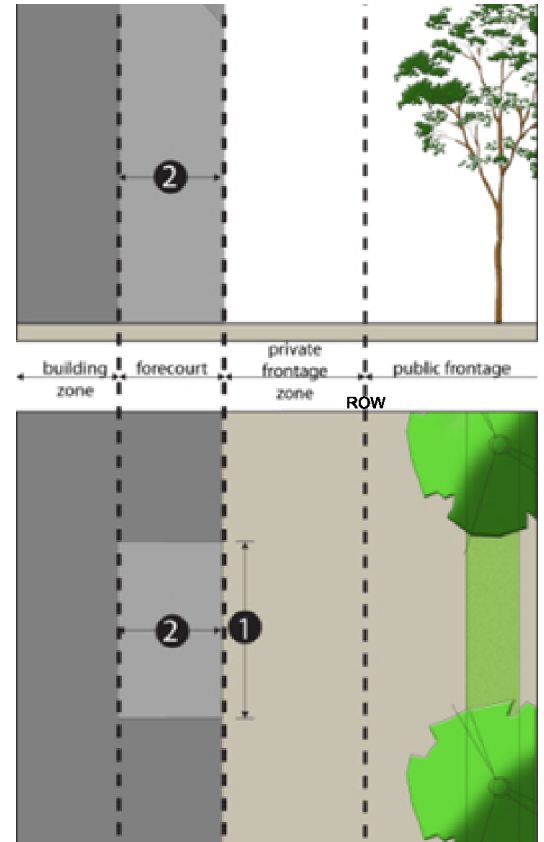 2
private
building forecourt frontage public frontage
zone zone
ROW
2 1